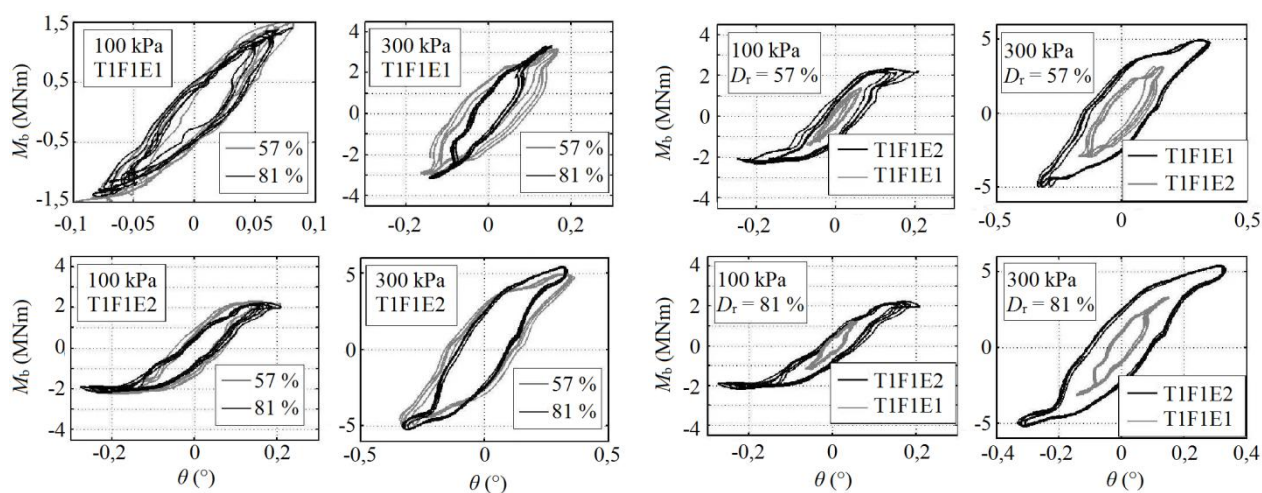 1,5
0,5
-0,5
-1,5
M_b (MNm)
100 kPa
T1F1E1
57 %
81 %
-0,1
-0,05
0
0,05
0,1
4
2
0
-2
-4
300 kPa
T1F1E1
57 %
81 %
-0,2
0
0,2
M_b (MNm)
4
2
0
-2
-4
100 kPa
D_r = 57 %
T1F1E2
T1F1E1
-0,2
0
0,2
5
0
-5
300 kPa
D_r = 57 %
T1F1E1
T1F1E2
-0,5
0
0,5
M_b (MNm)
4
2
0
-2
-4
100 kPa
T1F1E2
57 %
81 %
-0,2
0
0,2
θ (°)
5
0
-5
300 kPa
T1F1E2
57 %
81 %
-0,5
0
0,5
θ (°)
M_b (MNm)
4
2
0
-2
-4
100 kPa
D_r = 81 %
T1F1E2
T1F1E1
-0,2
0
0,2
θ (°)
5
0
-5
300 kPa
D_r = 81 %
T1F1E2
T1F1E1
-0,4
-0,2
0
0,2
0,4
θ (°)